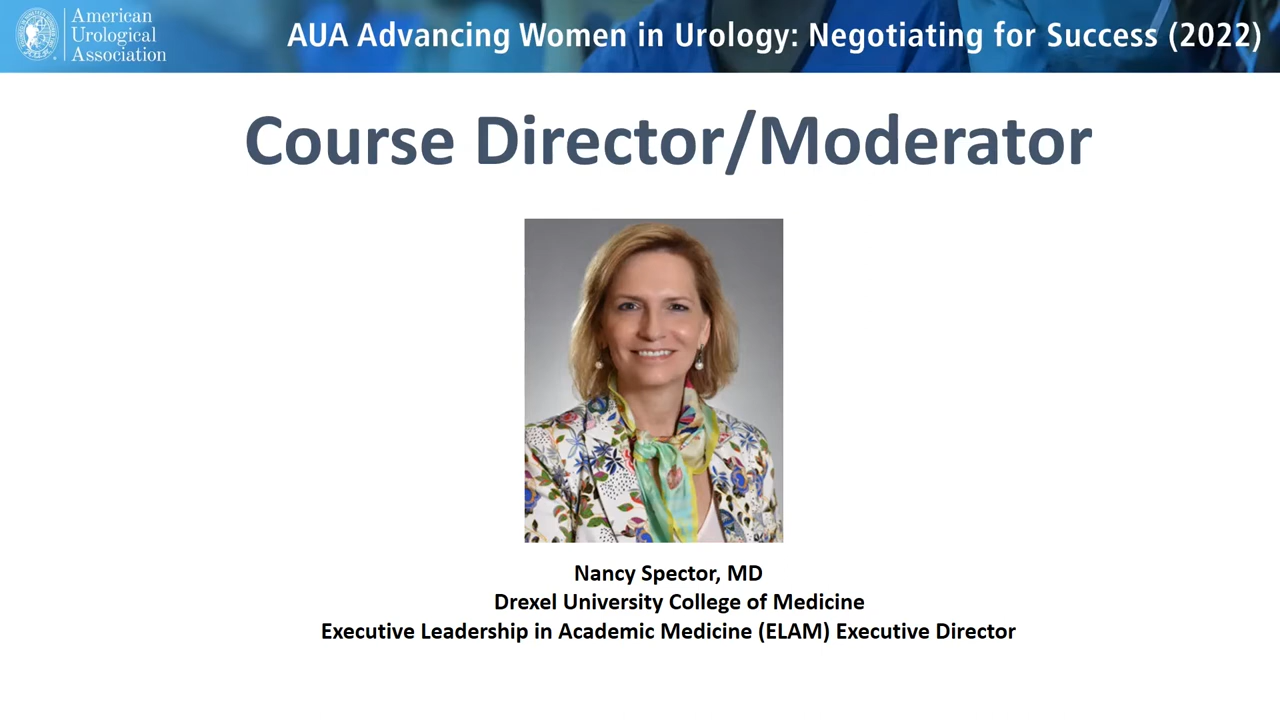 American
Urological
Association
AUA Advancing Women in Urology: Negotiating for Success (2022)
Course Director/Moderator
Nancy Spector, MD
Drexel University College of Medicine
Executive Leadership in Academic Medicine (ELAM) Executive Director